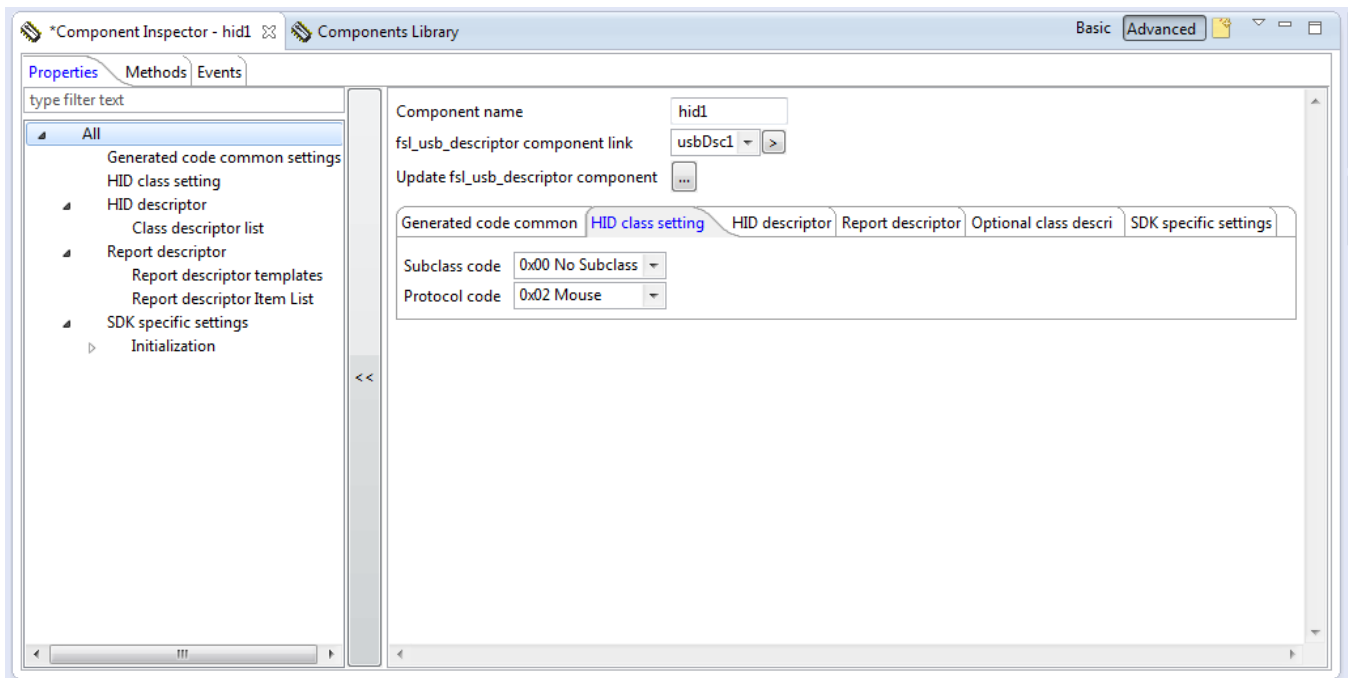 *Component Inspector - hid1 Components Library Basic Advanced
Properties Methods Events
type filter text
All
Generated code common settings
HID class setting
HID descriptor
Class descriptor list
Report descriptor
Report descriptor templates
Report descriptor Item List
SDK specific settings
Initialization
<<
Component name hid1
fsl_usb_descriptor component link usbDsc1 >
Update fsl_usb_descriptor component ...
Generated code common HID class setting HID descriptor Report descriptor Optional class descri SDK specific settings
Subclass code 0x00 No Subclass
Protocol code 0x02 Mouse